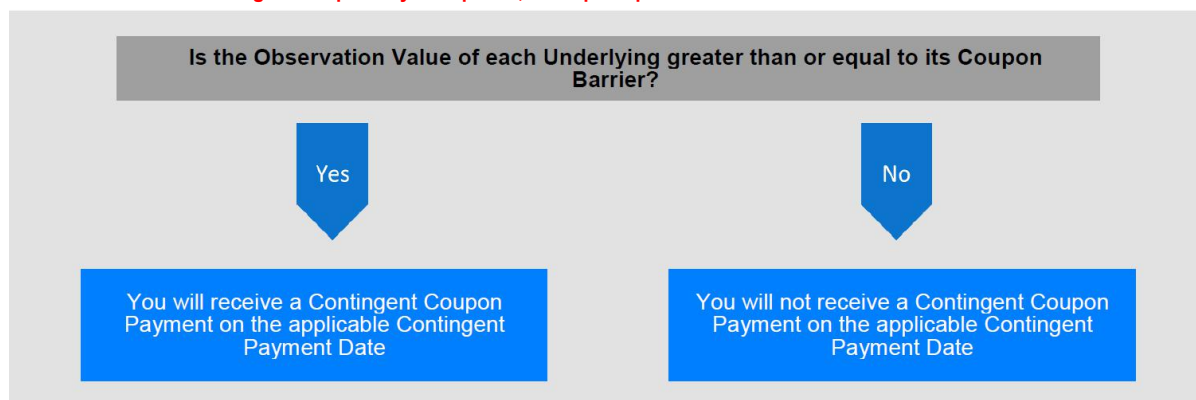 Is the Observation Value of each Underlying greater than or equal to its Coupon
Barrier?
Yes
No
You will receive a Contingent Coupon
Payment on the applicable Contingent
Payment Date
You will not receive a Contingent Coupon
Payment on the applicable Contingent
Payment Date